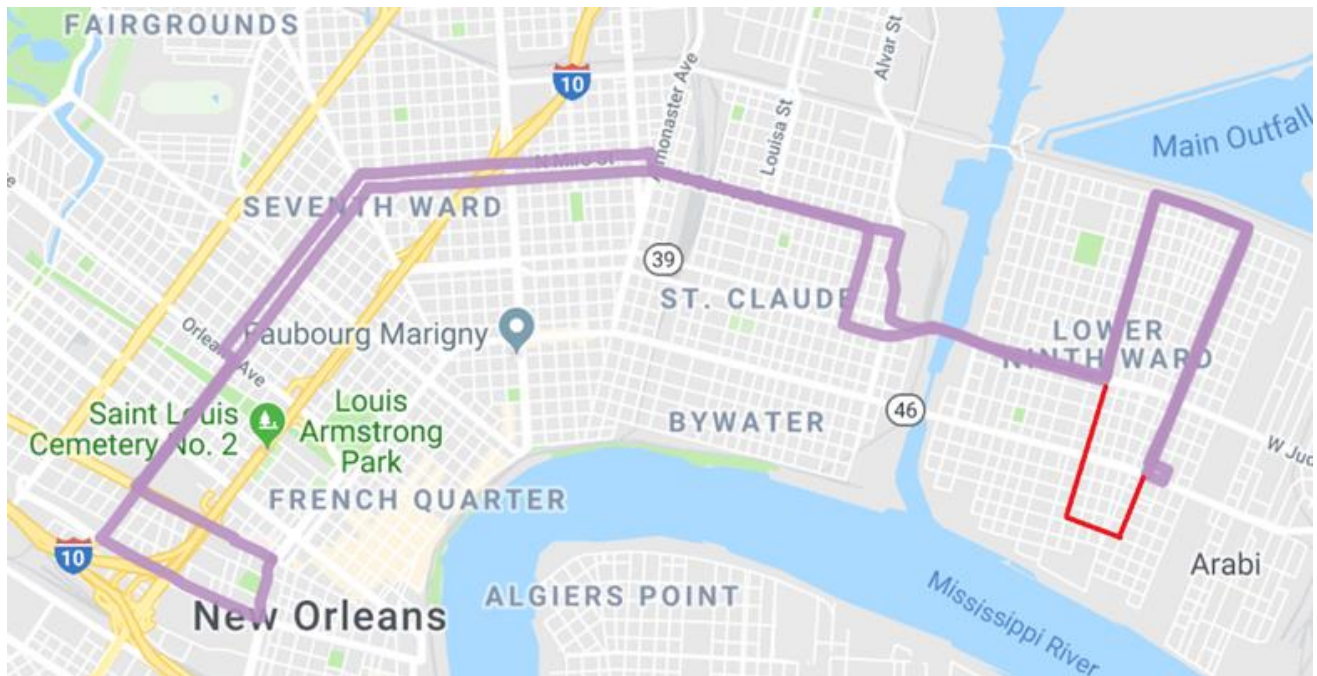 FAIRGROUNDS
10
Almonaster Ave
Louisa St
Alvar St
Main Outfall
SEVENTH WARD
39
ST. CLAUDE
LOWER
NINTH WARD
Orleans Ave
Faubourg Marigny
Saint Louis
Cemetery No. 2
Louis
Armstrong
Park
BYWATER
46
W Jud
FRENCH QUARTER
10
New Orleans
ALGIERS POINT
Mississippi River
Arabi